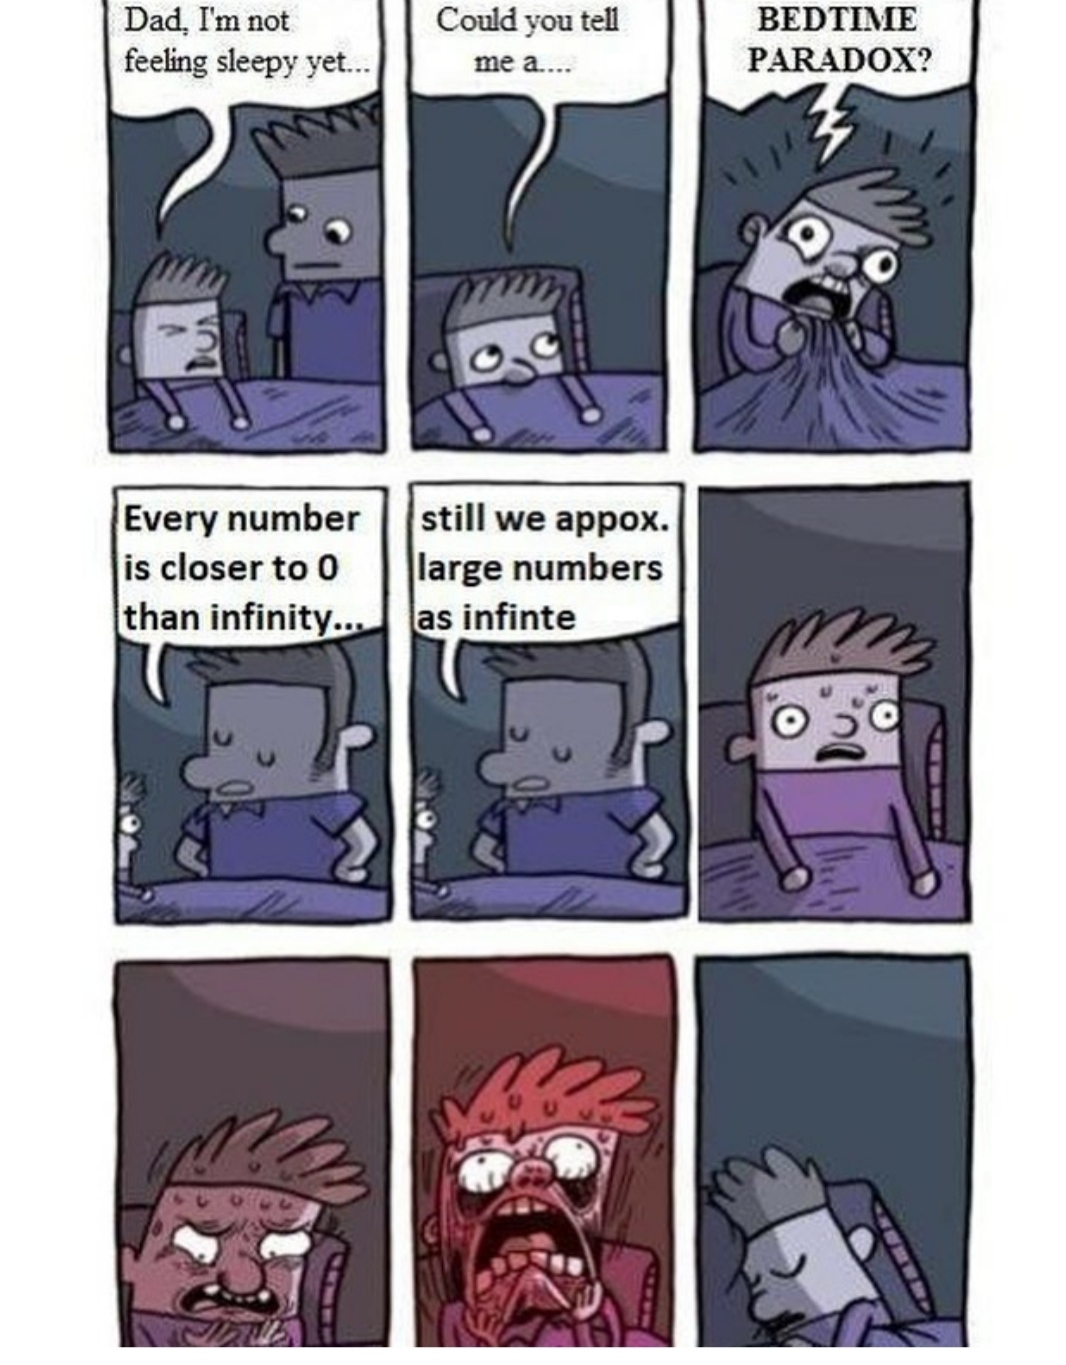 Dad, I'm not
feeling sleepy yet...
Could you tell
me a....
BEDTIME
PARADOX?
Every number
is closer to 0
than infinity...
still we appox.
large numbers
as infinte